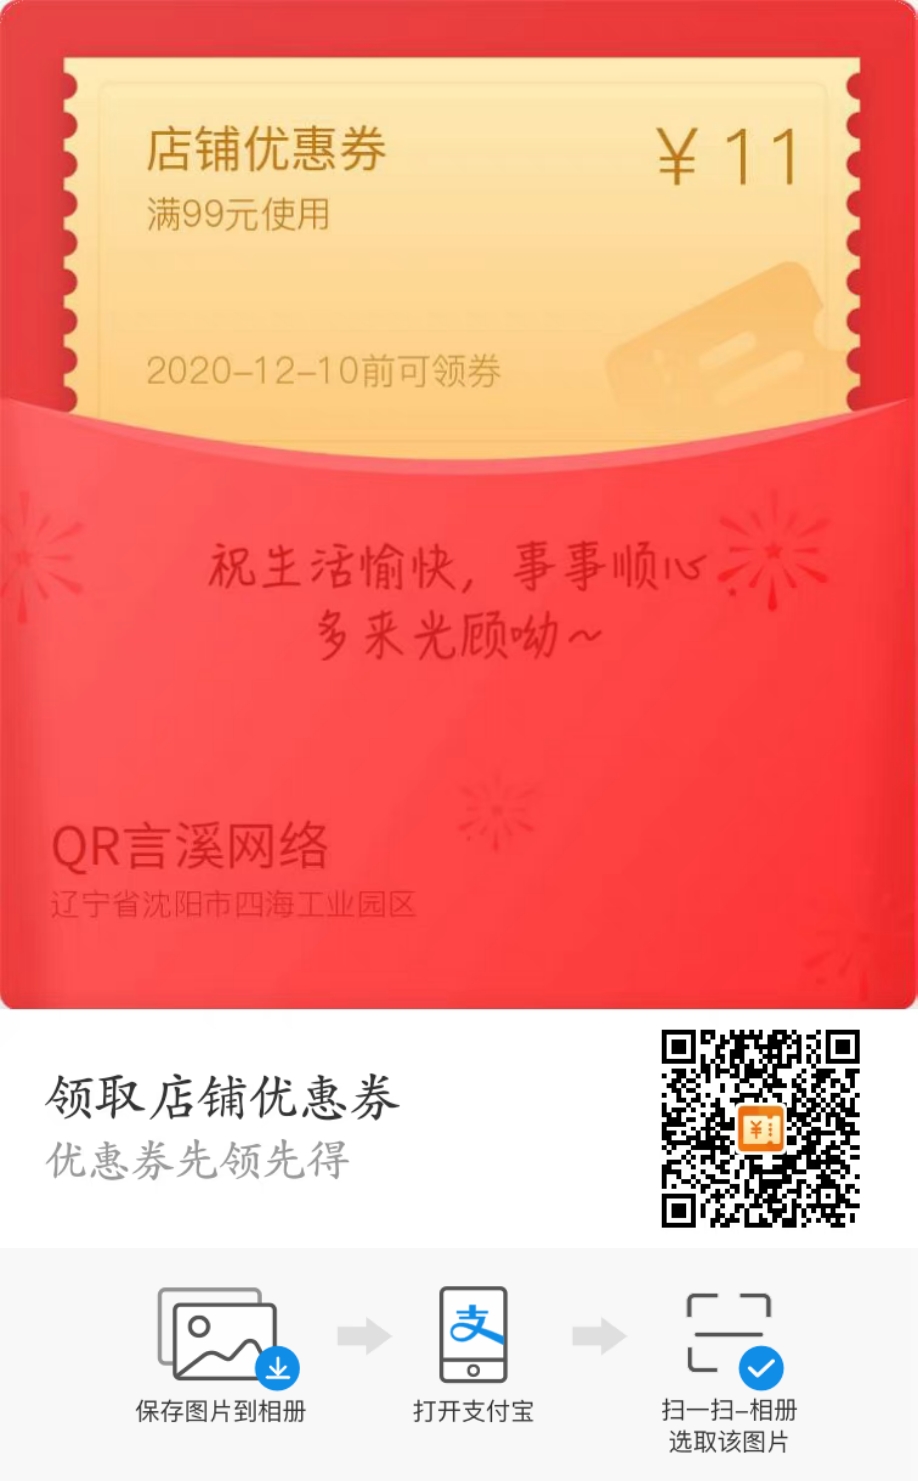 店铺优惠券
¥11
满99元使用
2020-12-10前可领券
祝生活愉快，事事顺心
多来光顾呦~
QR言溪网络
辽宁省沈阳市四海工业园区
领取店铺优惠券
优惠券先领先得
保存图片到相册
打开支付宝
扫一扫-相册
选取该图片